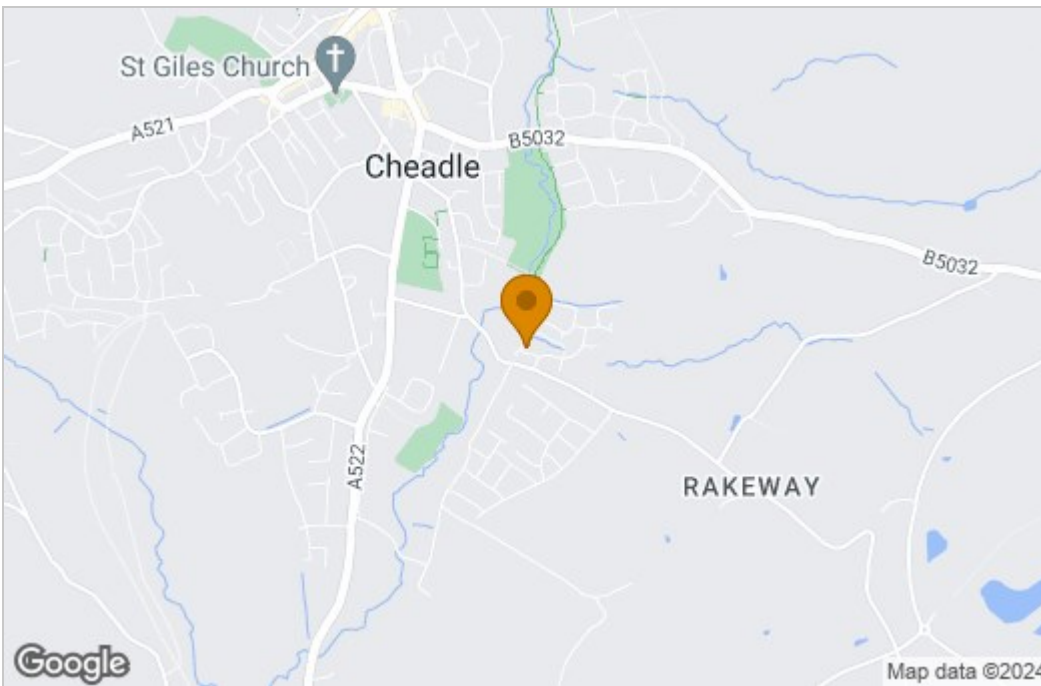 St Giles Church
A521
B5032
Cheadle
B5032
A522
RAKEWAY
Google
Map data ©2024